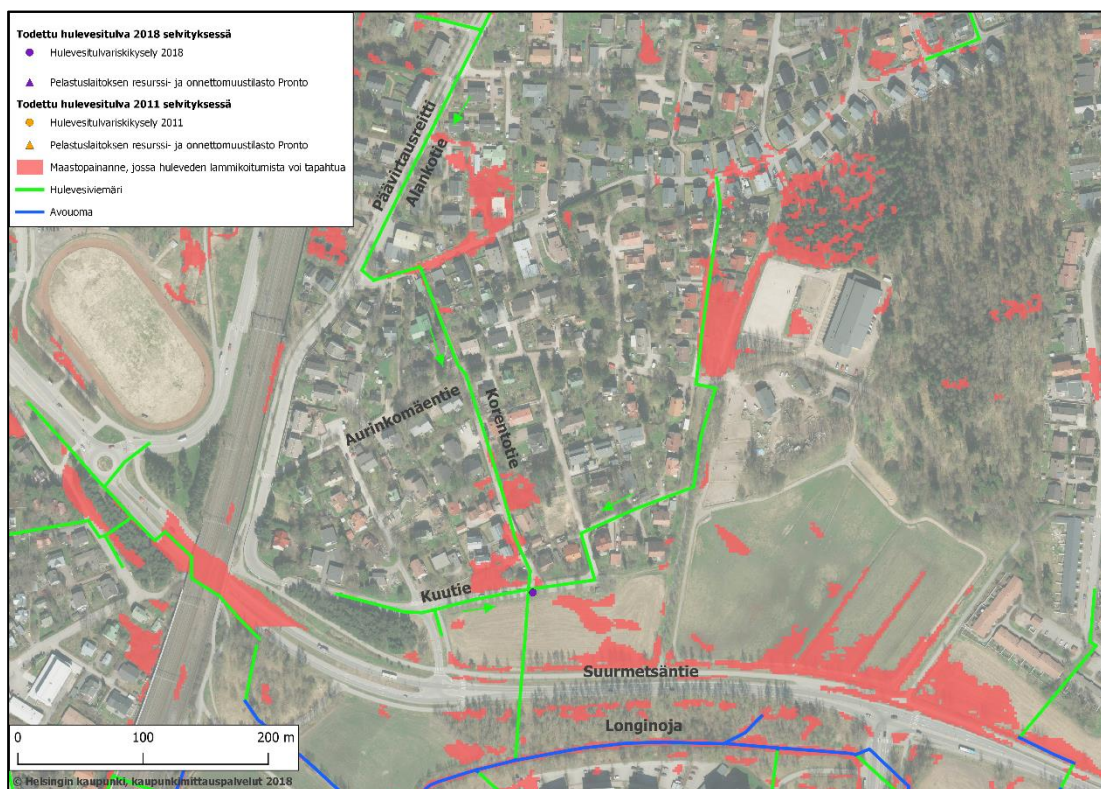 Todettu hulevesitulva 2018 selvityksessä
Hulevesitulvariskikysely 2018
Pelastuslaitoksen resurssi- ja onnettomuustilasto Pronto
Todettu hulevesitulva 2011 selvityksessä
Hulevesitulvariskikysely 2011
Pelastuslaitoksen resurssi- ja onnettomuustilasto Pronto
Maastopainanne, jossa huleveden lammikoitumista voi tapahtua
Hulevesiviemäri
Avouoma
Päävirtausreitti
Alankotie
Aurinkomäentie
Korentotie
Kuutie
Suurmetsäntie
Longinoja
0 100 200 m
© Helsingin kaupunki, kaupunkimittauspalvelut 2018